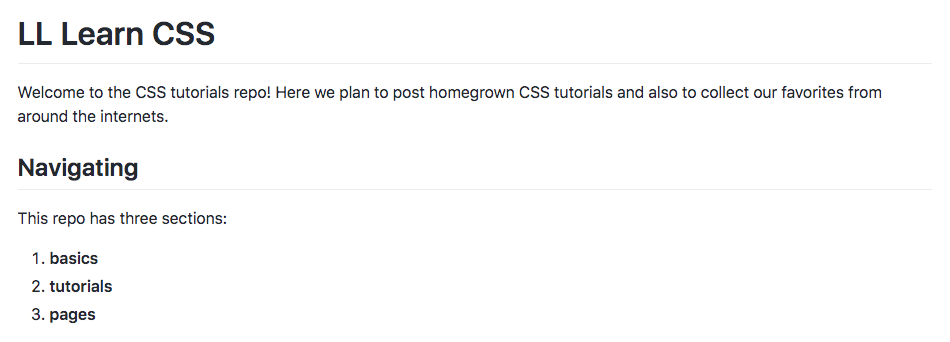 LL Learn CSS
Welcome to the CSS tutorials repo! Here we plan to post homegrown CSS tutorials and also to collect our favorites from
around the internets.
Navigating
This repo has three sections:
1. basics
2. tutorials
3. pages